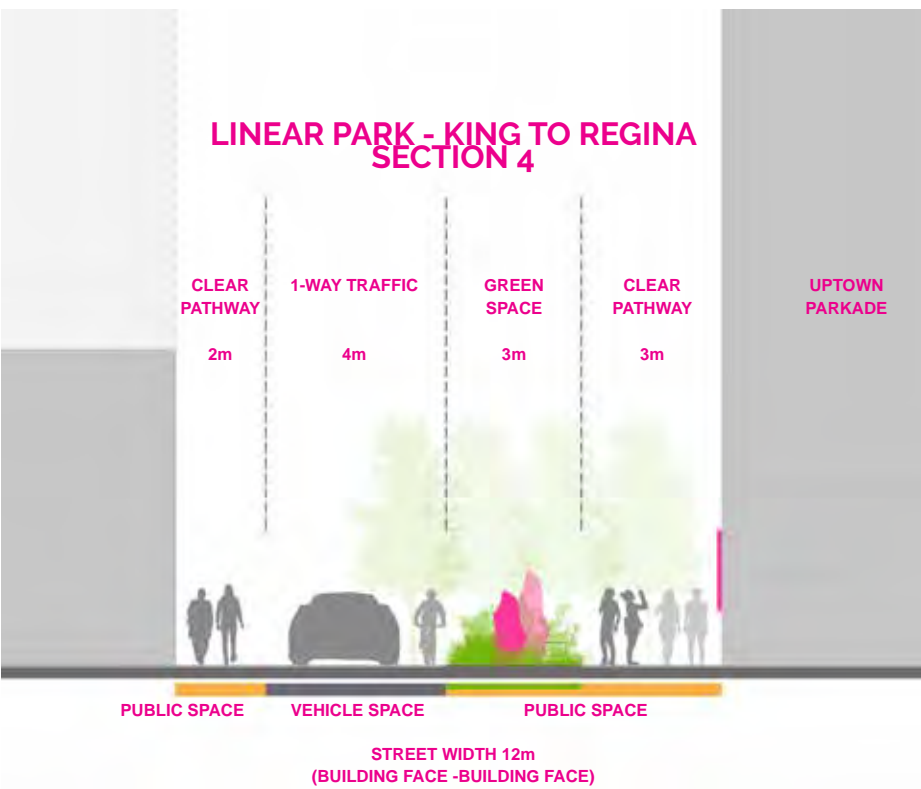 LINEAR PARK - KING TO REGINA
SECTION 4
CLEAR
PATHWAY
2m
1-WAY TRAFFIC
4m
GREEN
SPACE
3m
CLEAR
PATHWAY
3m
UPTOWN
PARKADE
PUBLIC SPACE
VEHICLE SPACE
PUBLIC SPACE
STREET WIDTH 12m
(BUILDING FACE -BUILDING FACE)